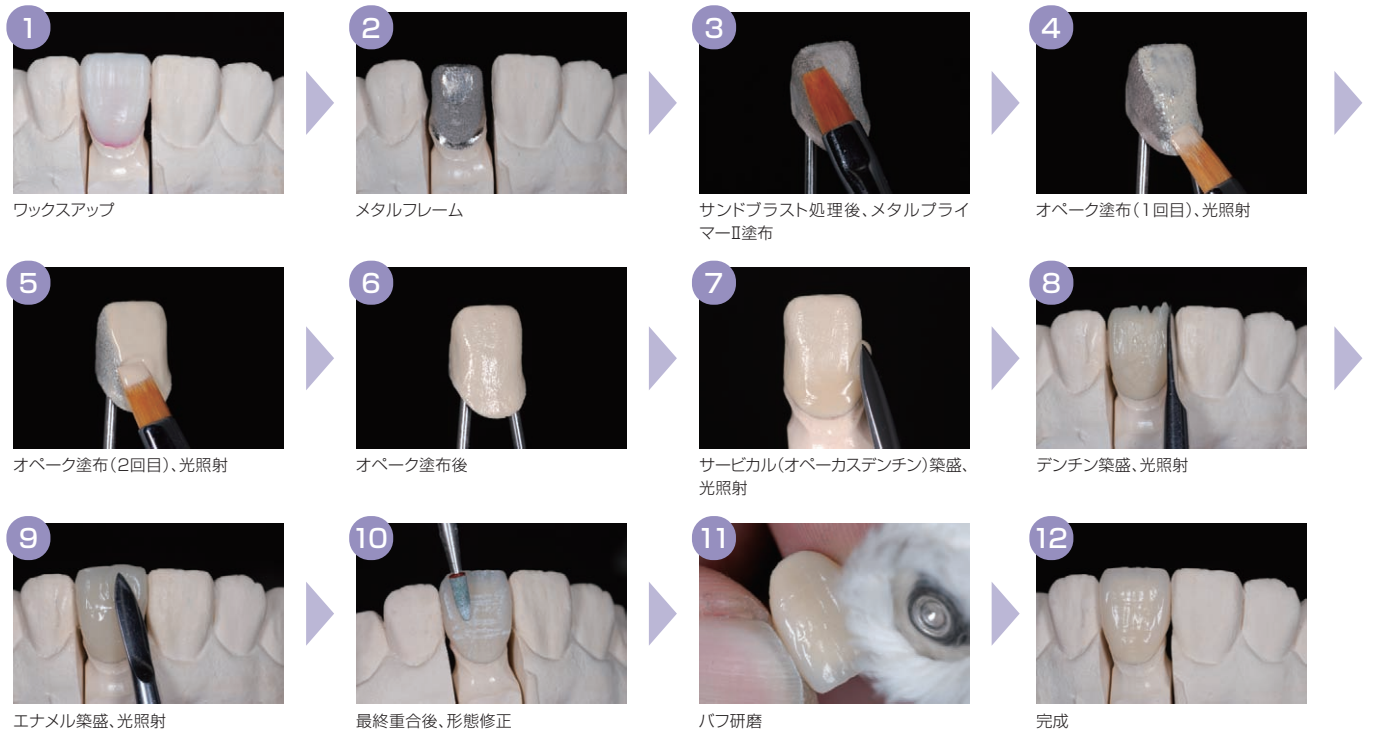 1
ワックスアップ
2
メタルフレーム
3
サンドブラスト処理後、メタルプライ
マーⅡ塗布
4
オペーク塗布(1回目)、光照射
5
オペーク塗布(2回目)、光照射
6
オペーク塗布後
7
サービカル(オペーカスデンチン)築盛、
光照射
8
デンチン築盛、光照射
9
エナメル築盛、光照射
10
最終重合後、形態修正
11
バフ研磨
12
完成